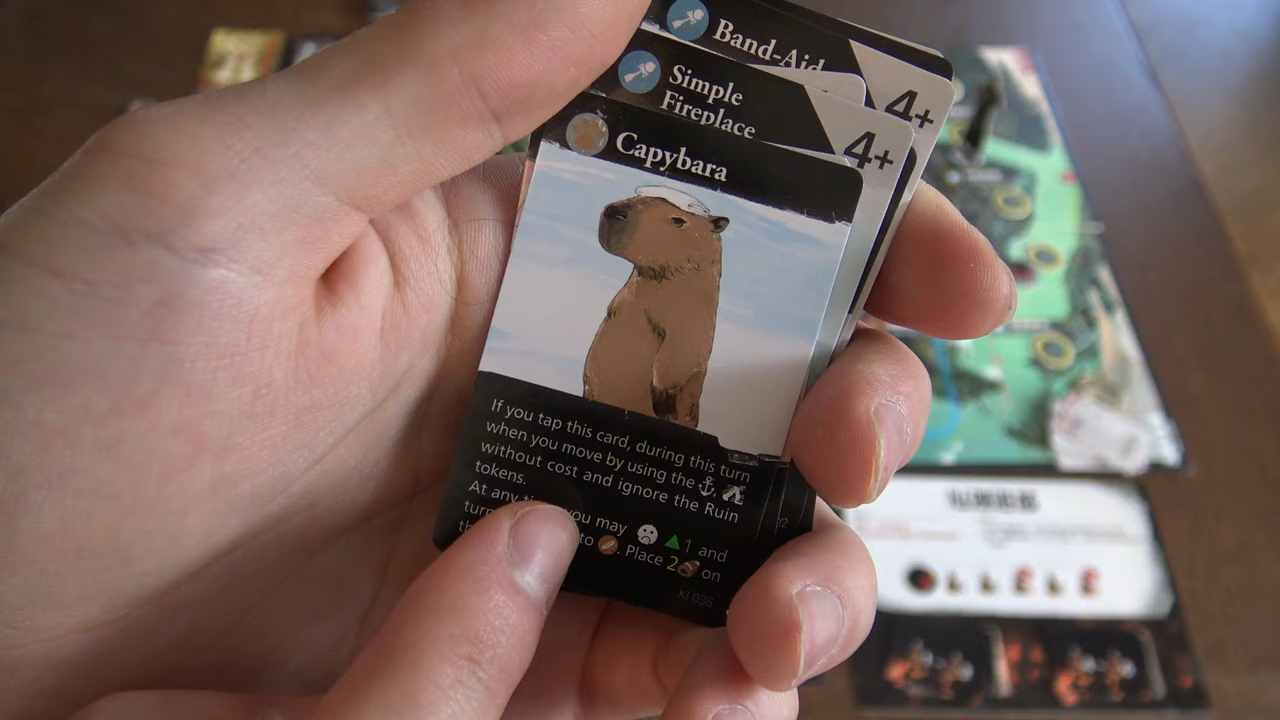 Band-Aid
4+
Simple
Fireplace
4+
Capybara
If you tap this card, during this turn
when you move by using the
without cost and ignore the Ruin
tokens.
At any you may 1 and
to . Place 2 on
KI 038